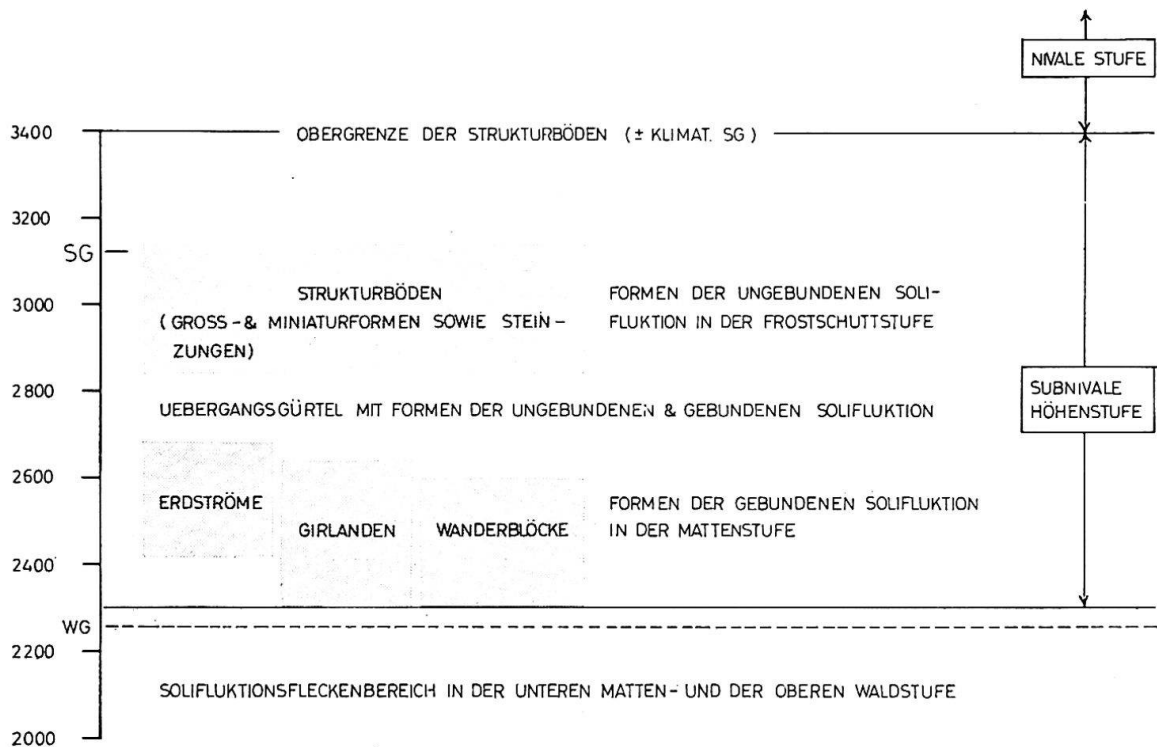 NIVALE STUFE
3400
OBERGRENZE DER STRUKTURBÖDEN (± KLIMAT. SG)
3200
SG
3000
STRUKTURBÖDEN
(GROSS-& MINIATURFORMEN SOWIE STEIN-
ZUNGEN)
FORMEN DER UNGEBUNDENEN SOLI-
FLUKTION IN DER FROSTSCHUTTSTUFE
2800
UEBERGANGSGÜRTEL MIT FORMEN DER UNGEBUNDENEN & GEBUNDENEN SOLIFLUKTION
SUBNIVALE
HÖHENSTUFE
2600
ERDSTRÖME
GIRLANDEN
WANDERBLÖCKE
FORMEN DER GEBUNDENEN SOLIFLUKTION
IN DER MATTENSTUFE
2400
WG
2200
SOLIFLUKTIONSFLECKENBEREICH IN DER UNTEREN MATTEN- UND DER OBEREN WALDSTUFE
2000